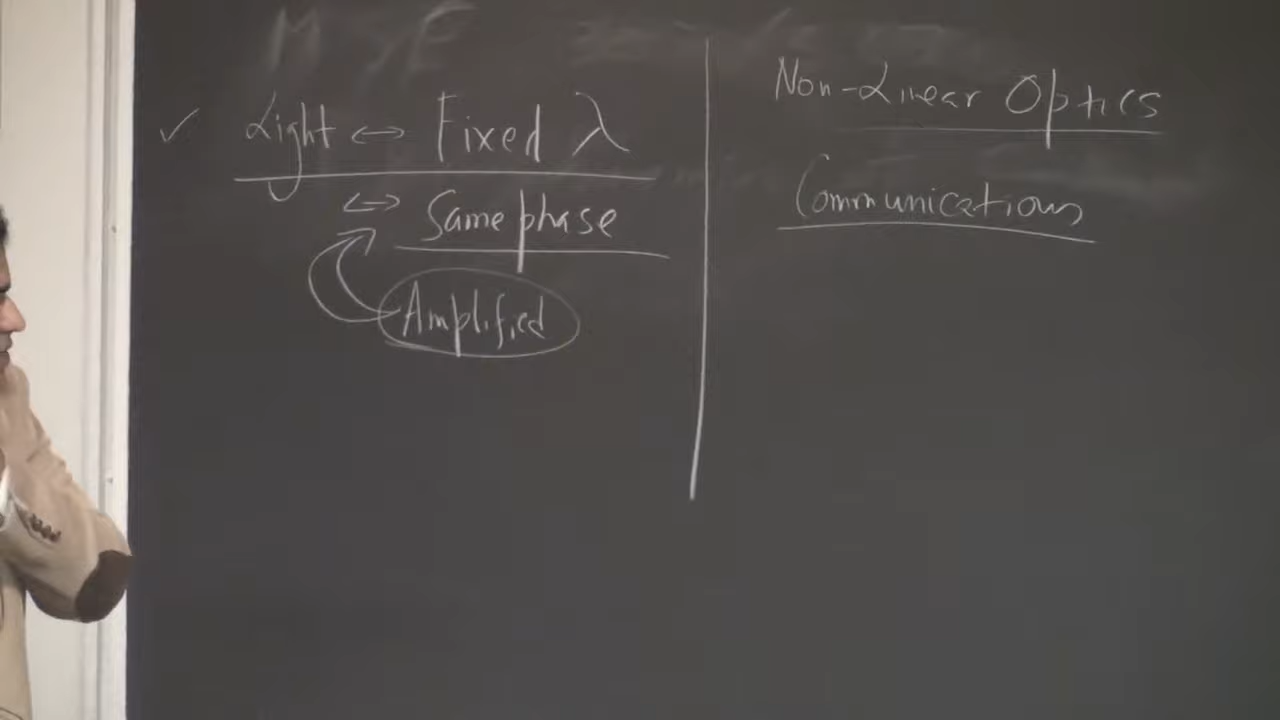 ✓ Light ↔ Fixed λ
↔ Same phase
Amplified
Non-Linear Optics
Communications